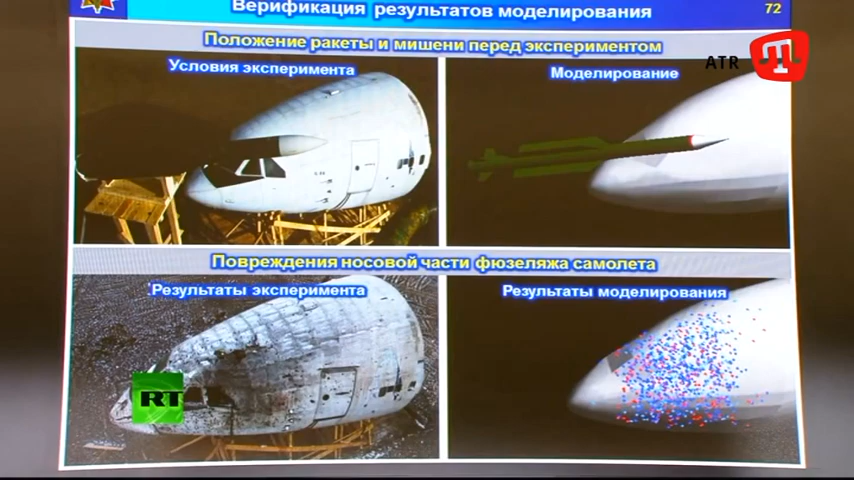 Верификация результатов моделирования
72
Положение ракеты и мишени перед экспериментом
ATR
Условия эксперимента
Моделирование
Повреждения носовой части фюзеляжа самолета
Результаты эксперимента
Результаты моделирования
RT